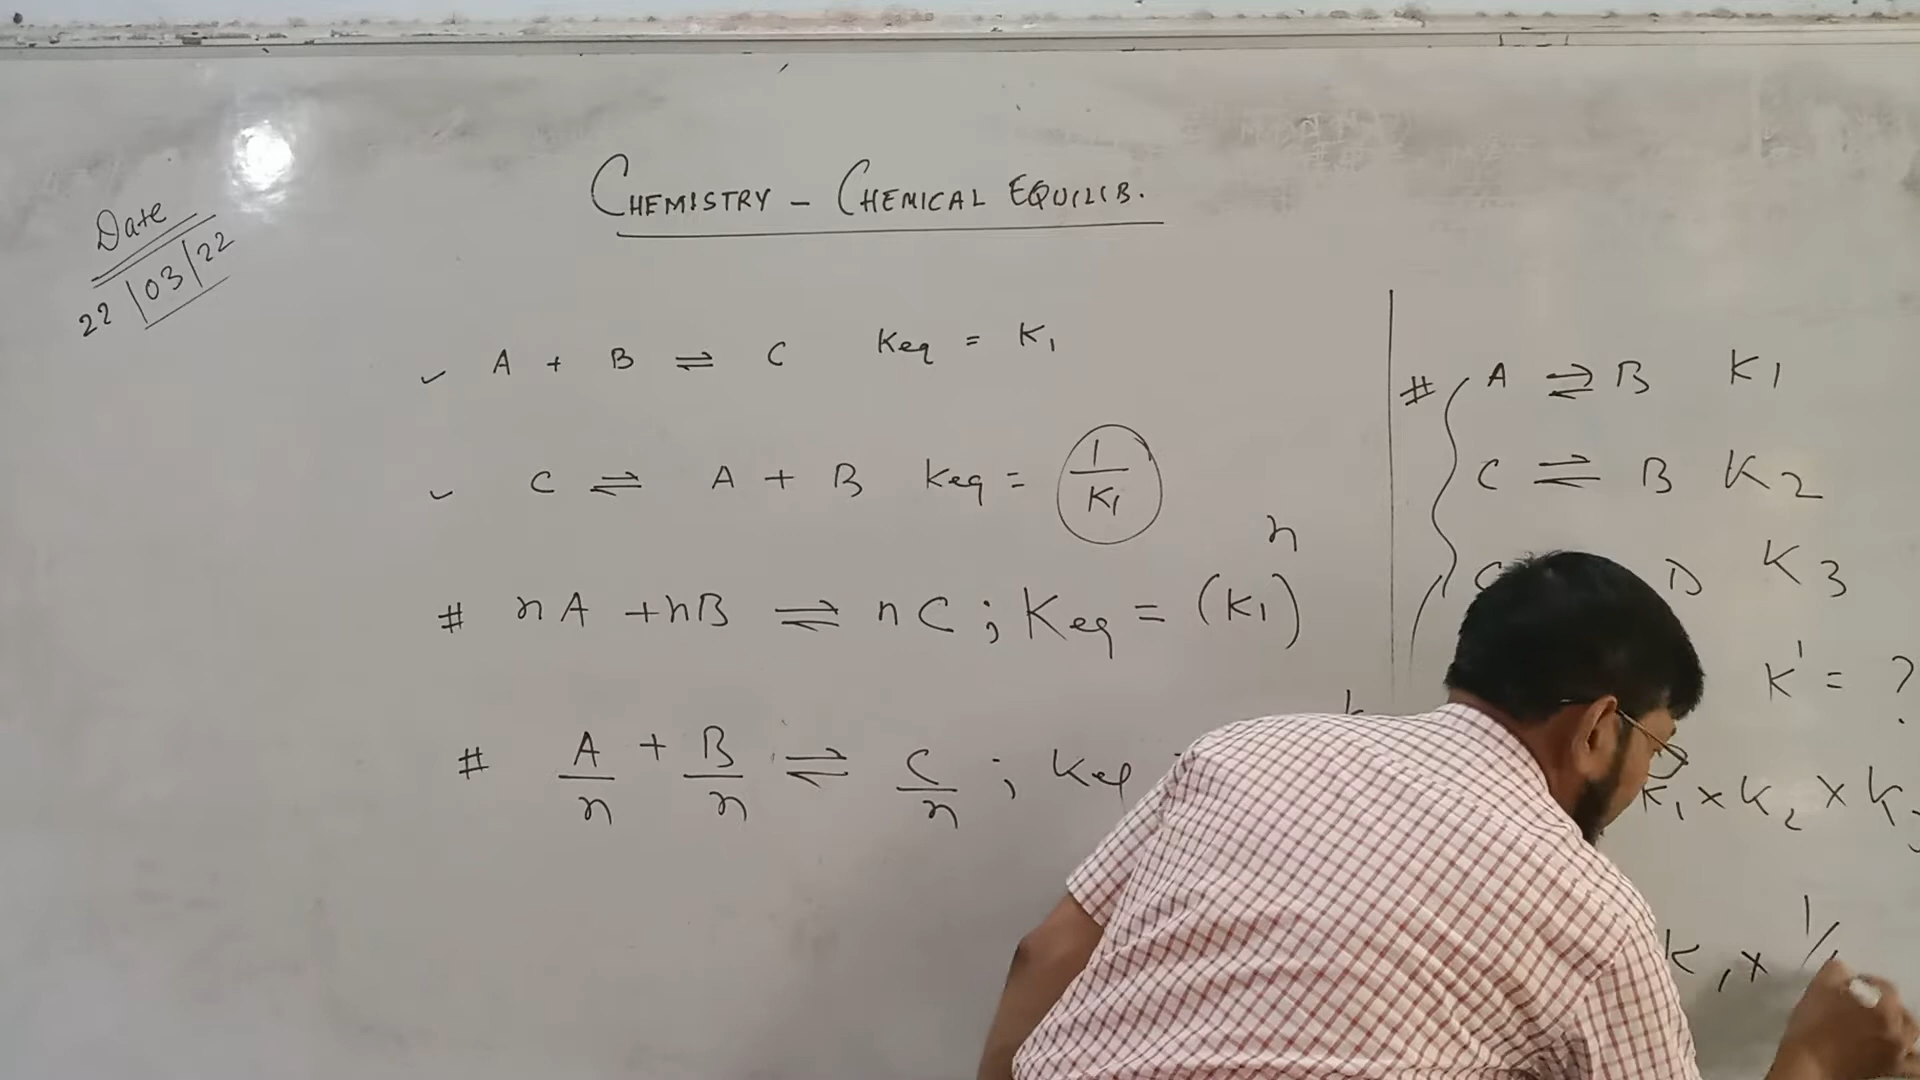 CHEMISTRY - CHEMICAL EQUILIB.
Date
22/03/22
A + B ⇌ C Keq = K1
C ⇌ A + B Keq = 1/K1
# nA + nB ⇌ nC ; Keq = (K1)^n
# A/n + B/n ⇌ C/n ; Keq
# A ⇌ B K1
C ⇌ B K2
C D K3
K' = ?
K1 × K2 × K3
K1 × 1/